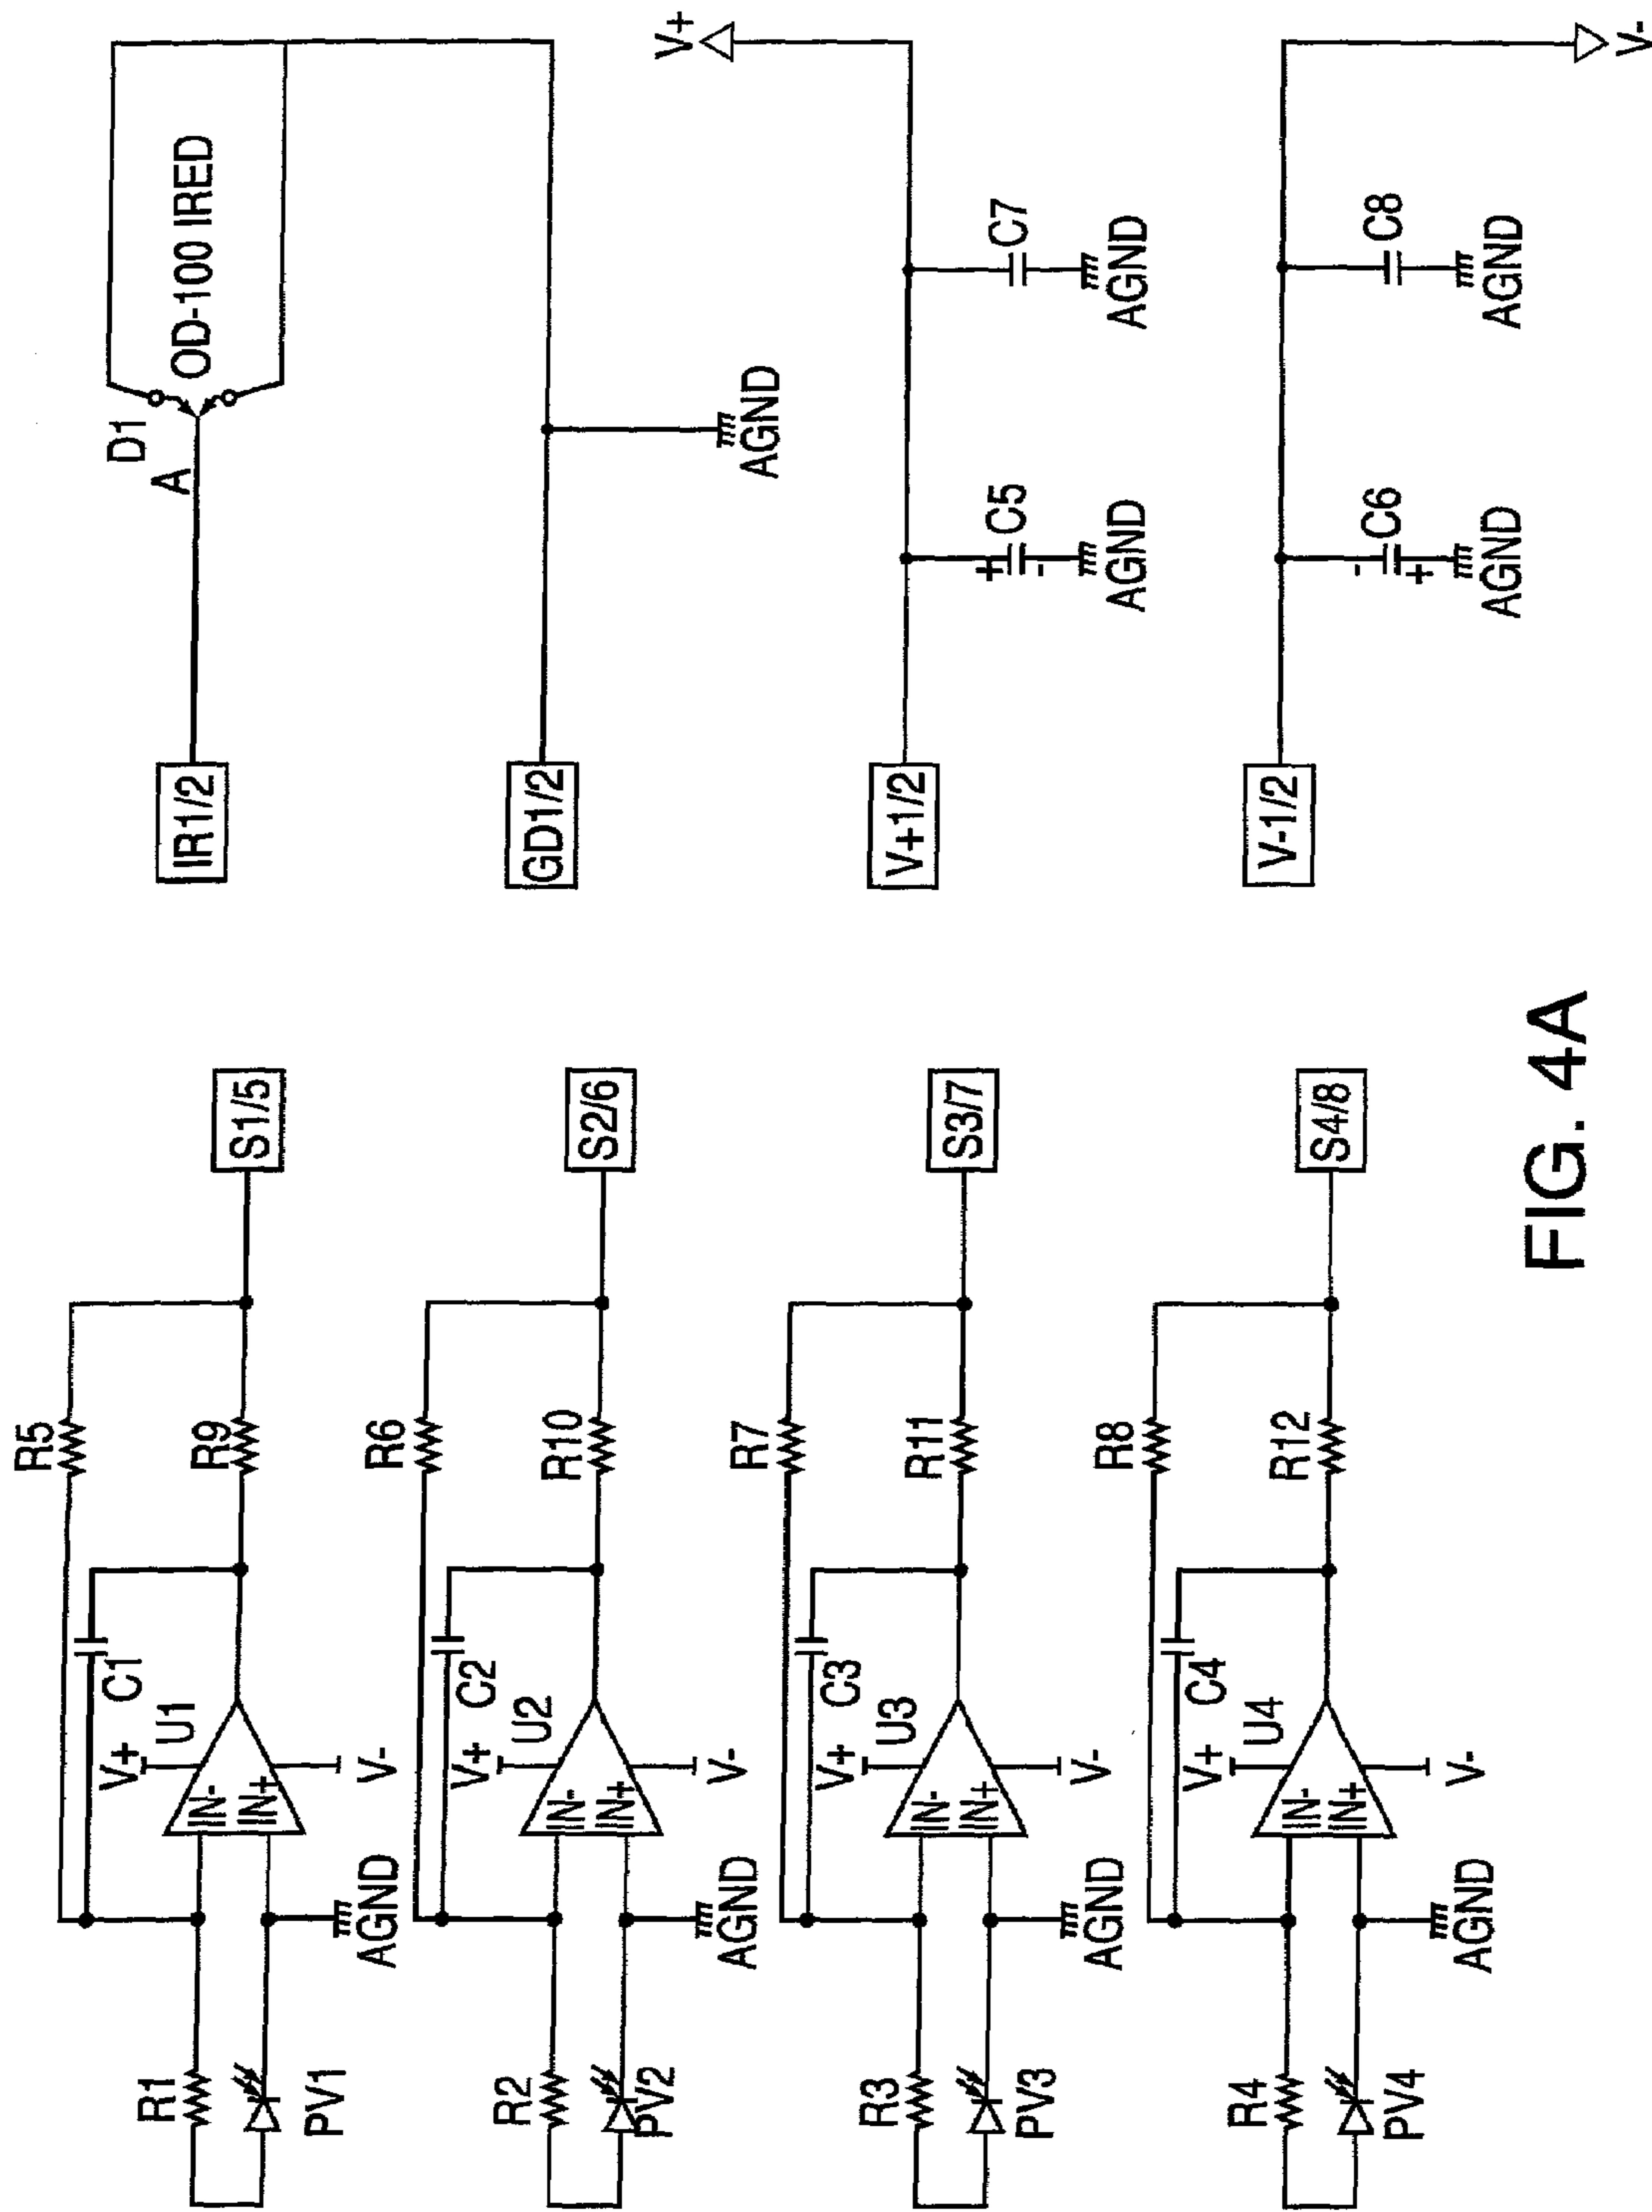 R5
C1
V+
U1
R9
S1/5
R1
IN-
IN+
V-
PV1
AGND
R6
C2
V+
U2
R10
S2/6
R2
IN-
IN+
V-
PV2
AGND
R7
C3
V+
U3
R11
S3/7
R3
IN-
IN+
V-
PV3
AGND
R8
C4
V+
U4
R12
S4/8
R4
IN-
IN+
V-
PV4
AGND
IR1/2
A
D1
OD-100 IRED
GD1/2
AGND
V+1/2
+
C5
-
AGND
C7
AGND
V+
V-1/2
-
C6
+
AGND
C8
AGND
V-
FIG. 4A